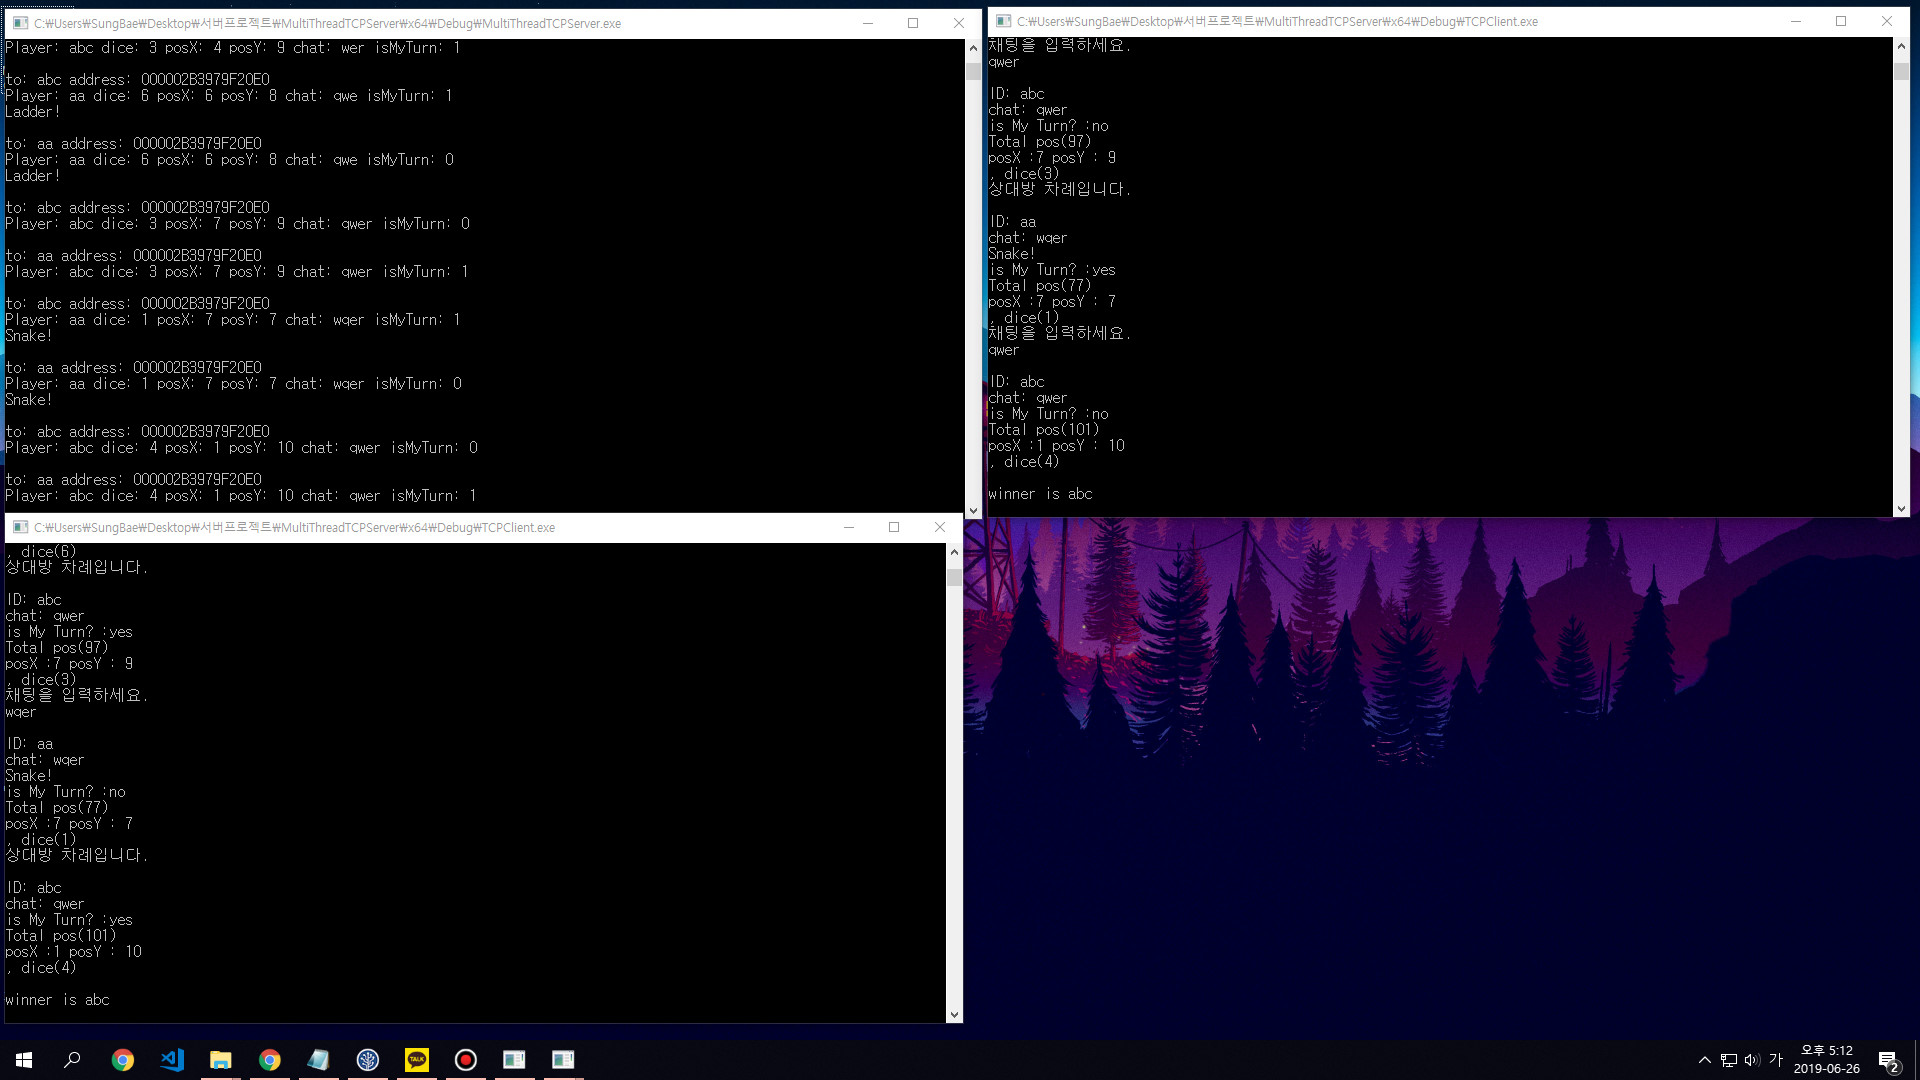 C:₩Users₩SungBae₩Desktop₩서버프로젝트₩MultiThreadTCPServer₩x64₩Debug₩MultiThreadTCPServer.exe
Player: abc dice: 3 posX: 4 posY: 9 chat: wer isMyTurn: 1
to: abc address: 000002B3979F20E0
Player: aa dice: 6 posX: 6 posY: 8 chat: qwe isMyTurn: 1
Ladder!
to: aa address: 000002B3979F20E0
Player: aa dice: 6 posX: 6 posY: 8 chat: qwe isMyTurn: 0
Ladder!
to: abc address: 000002B3979F20E0
Player: abc dice: 3 posX: 7 posY: 9 chat: qwer isMyTurn: 0
to: aa address: 000002B3979F20E0
Player: abc dice: 3 posX: 7 posY: 9 chat: qwer isMyTurn: 1
to: abc address: 000002B3979F20E0
Player: aa dice: 1 posX: 7 posY: 7 chat: wqer isMyTurn: 1
Snake!
to: aa address: 000002B3979F20E0
Player: aa dice: 1 posX: 7 posY: 7 chat: wqer isMyTurn: 0
Snake!
to: abc address: 000002B3979F20E0
Player: abc dice: 4 posX: 1 posY: 10 chat: qwer isMyTurn: 0
to: aa address: 000002B3979F20E0
Player: abc dice: 4 posX: 1 posY: 10 chat: qwer isMyTurn: 1
C:₩Users₩SungBae₩Desktop₩서버프로젝트₩MultiThreadTCPServer₩x64₩Debug₩TCPClient.exe
채팅을 입력하세요.
qwer
ID: abc
chat: qwer
is My Turn? :no
Total pos(97)
posX :7 posY : 9
, dice(3)
상대방 차례입니다.
ID: aa
chat: wqer
Snake!
is My Turn? :yes
Total pos(77)
posX :7 posY : 7
, dice(1)
채팅을 입력하세요.
qwer
ID: abc
chat: qwer
is My Turn? :no
Total pos(101)
posX :1 posY : 10
, dice(4)
winner is abc
C:₩Users₩SungBae₩Desktop₩서버프로젝트₩MultiThreadTCPServer₩x64₩Debug₩TCPClient.exe
, dice(6)
상대방 차례입니다.
ID: abc
chat: qwer
is My Turn? :yes
Total pos(97)
posX :7 posY : 9
, dice(3)
채팅을 입력하세요.
wqer
ID: aa
chat: wqer
Snake!
is My Turn? :no
Total pos(77)
posX :7 posY : 7
, dice(1)
상대방 차례입니다.
ID: abc
chat: qwer
is My Turn? :yes
Total pos(101)
posX :1 posY : 10
, dice(4)
winner is abc
TALK
가
오후 5:12
2019-06-26
2